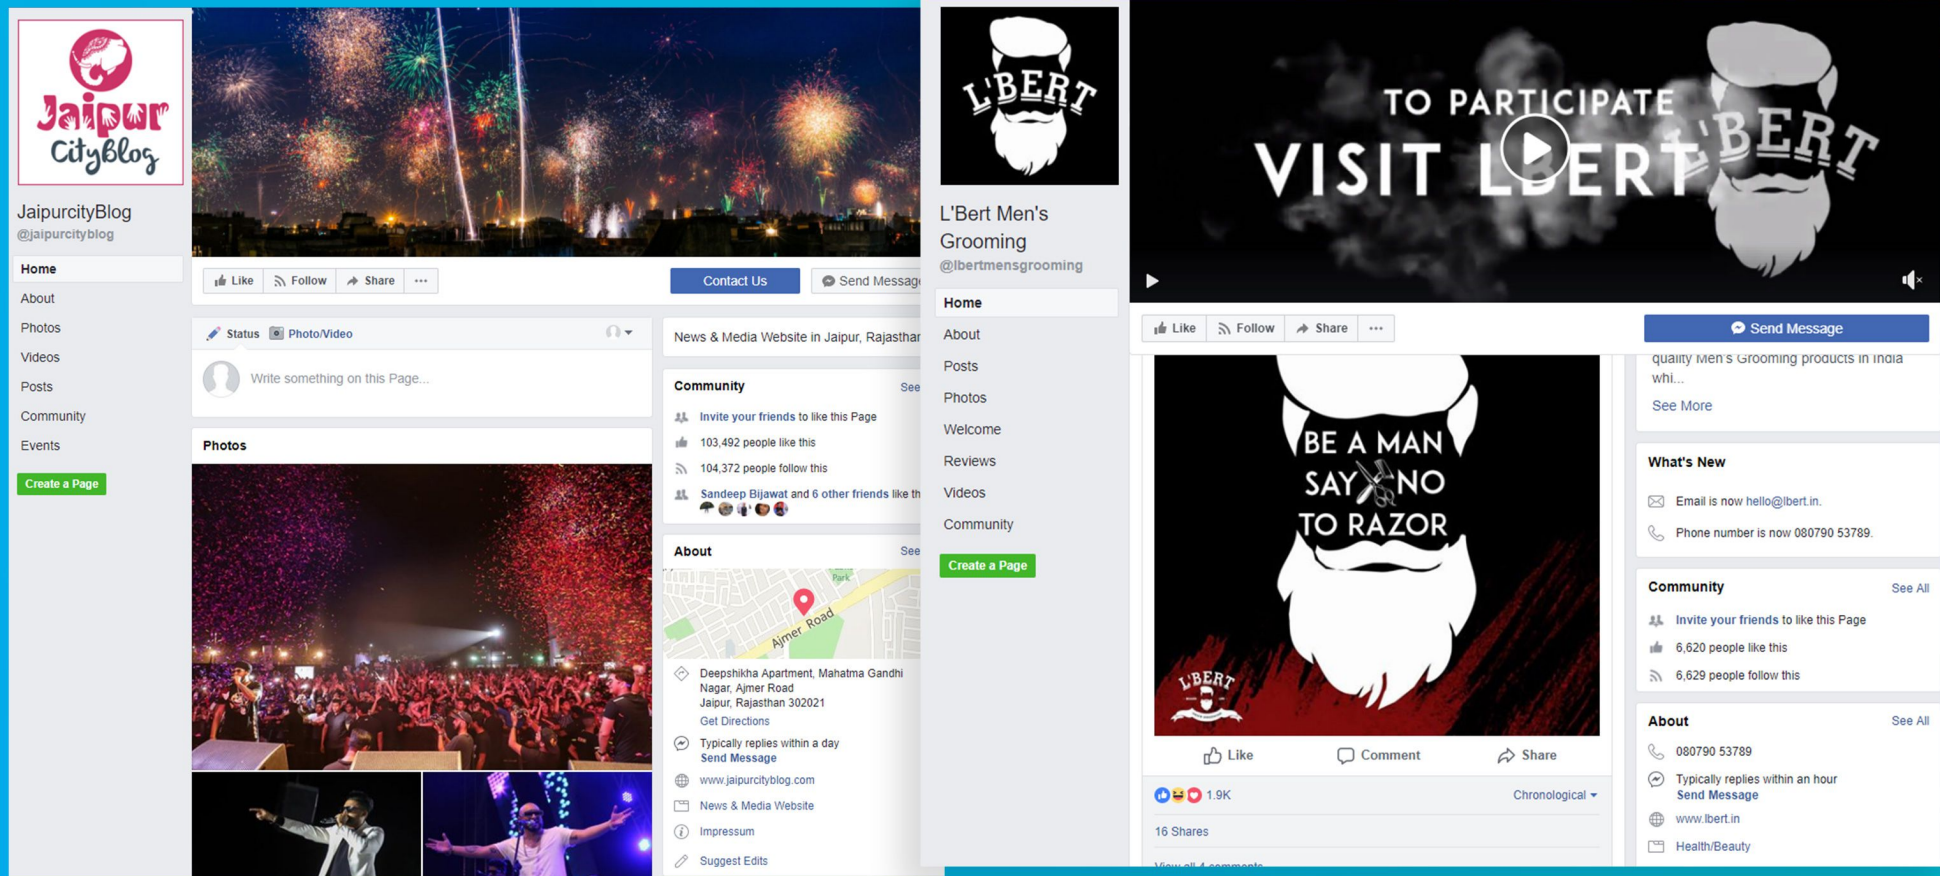 Jaipur
CityBlog
JaipurcityBlog
@jaipurcityblog
Home
About
Photos
Videos
Posts
Community
Events
Create a Page
Like
Follow
Share
Contact Us
Send Message
Status
Photo/Video
Write something on this Page...
Photos
News & Media Website in Jaipur, Rajasthan
Community
See
Invite your friends to like this Page
103,492 people like this
104,372 people follow this
Sandeep Bijawat and 6 other friends like th
About
See
Park
Ajmer Road
Deepshikha Apartment, Mahatma Gandhi
Nagar, Ajmer Road
Jaipur, Rajasthan 302021
Get Directions
Typically replies within a day
Send Message
www.jaipurcityblog.com
News & Media Website
Impressum
Suggest Edits
L'BERT
L'Bert Men's
Grooming
@lbertmensgrooming
Home
About
Posts
Photos
Welcome
Reviews
Videos
Community
Create a Page
TO PARTICIPATE
VISIT LBERT
L'BERT
Like
Follow
Share
Send Message
BE A MAN
SAY NO
TO RAZOR
L'BERT
Like
Comment
Share
1.9K
Chronological
16 Shares
View all 4 comments
quality Men's Grooming products in India
whi...
See More
What's New
Email is now hello@lbert.in.
Phone number is now 080790 53789.
Community
See All
Invite your friends to like this Page
6,620 people like this
6,629 people follow this
About
See All
080790 53789
Typically replies within an hour
Send Message
www.lbert.in
Health/Beauty